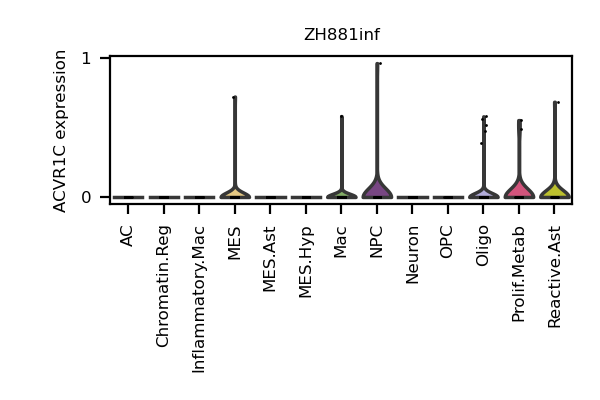 ZH881inf
ACVR1C expression
1
0
AC
Chromatin.Reg
Inflammatory.Mac
MES
MES.Ast
MES.Hyp
Mac
NPC
Neuron
OPC
Oligo
Prolif.Metab
Reactive.Ast